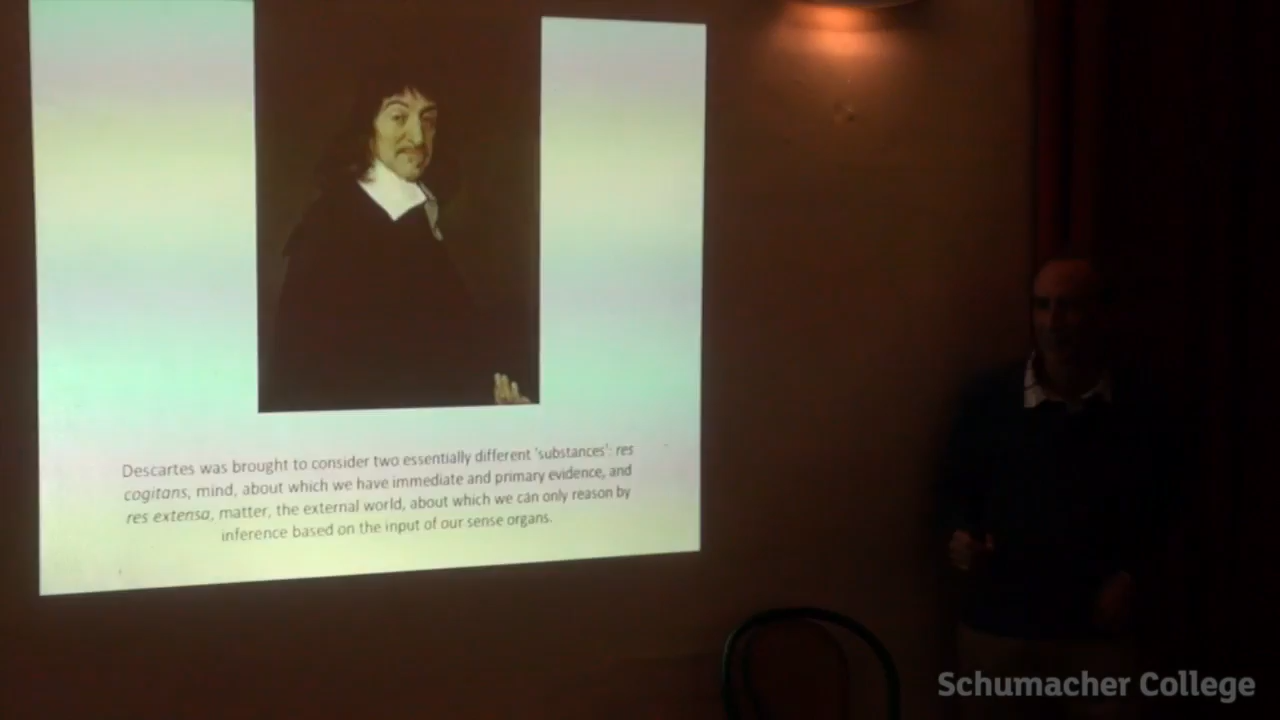 Descartes was brought to consider two essentially different 'substances': res
cogitans, mind, about which we have immediate and primary evidence, and
res extensa, matter, the external world, about which we can only reason by
inference based on the input of our sense organs.
Schumacher College